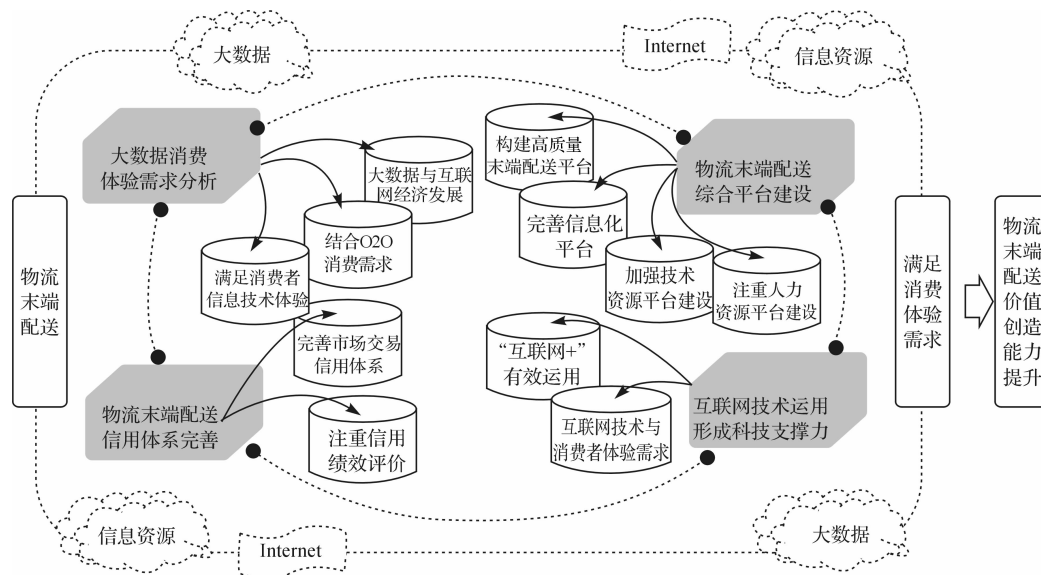 大数据
Internet
信息资源
大数据消费
体验需求分析
大数据与互联
网经济发展
结合O2O
消费需求
满足消费者
信息技术体验
构建高质量
末端配送平台
完善信息化
平台
加强技术
资源平台建设
注重人力
资源平台建设
物流末端配送
综合平台建设
物流
末端
配送
完善市场交易
信用体系
注重信用
绩效评价
物流末端配送
信用体系完善
“互联网+”
有效运用
互联网技术与
消费者体验需求
互联网技术运用
形成科技支撑力
满足
消费
体验
需求
物流
末端
配送
价值
创造
能力
提升
信息资源
Internet
大数据